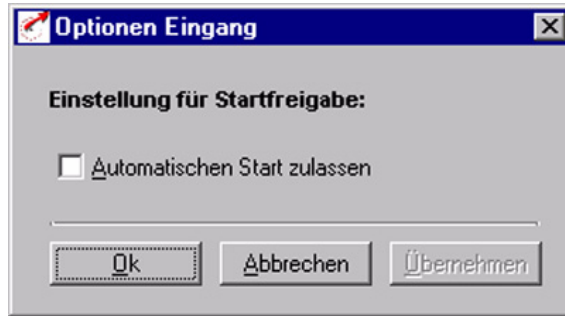 Optionen Eingang
Einstellung für Startfreigabe:
Automatischen Start zulassen
Ok Abbrechen Übernehmen